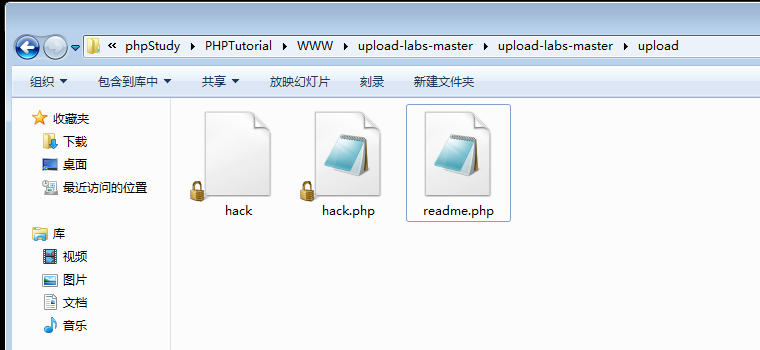 « phpStudy ▸ PHPTutorial ▸ WWW ▸ upload-labs-master ▸ upload-labs-master ▸ upload
组织 包含到库中 共享 放映幻灯片 刻录 新建文件夹
收藏夹
下载
桌面
最近访问的位置
库
视频
图片
文档
音乐
hack hack.php readme.php